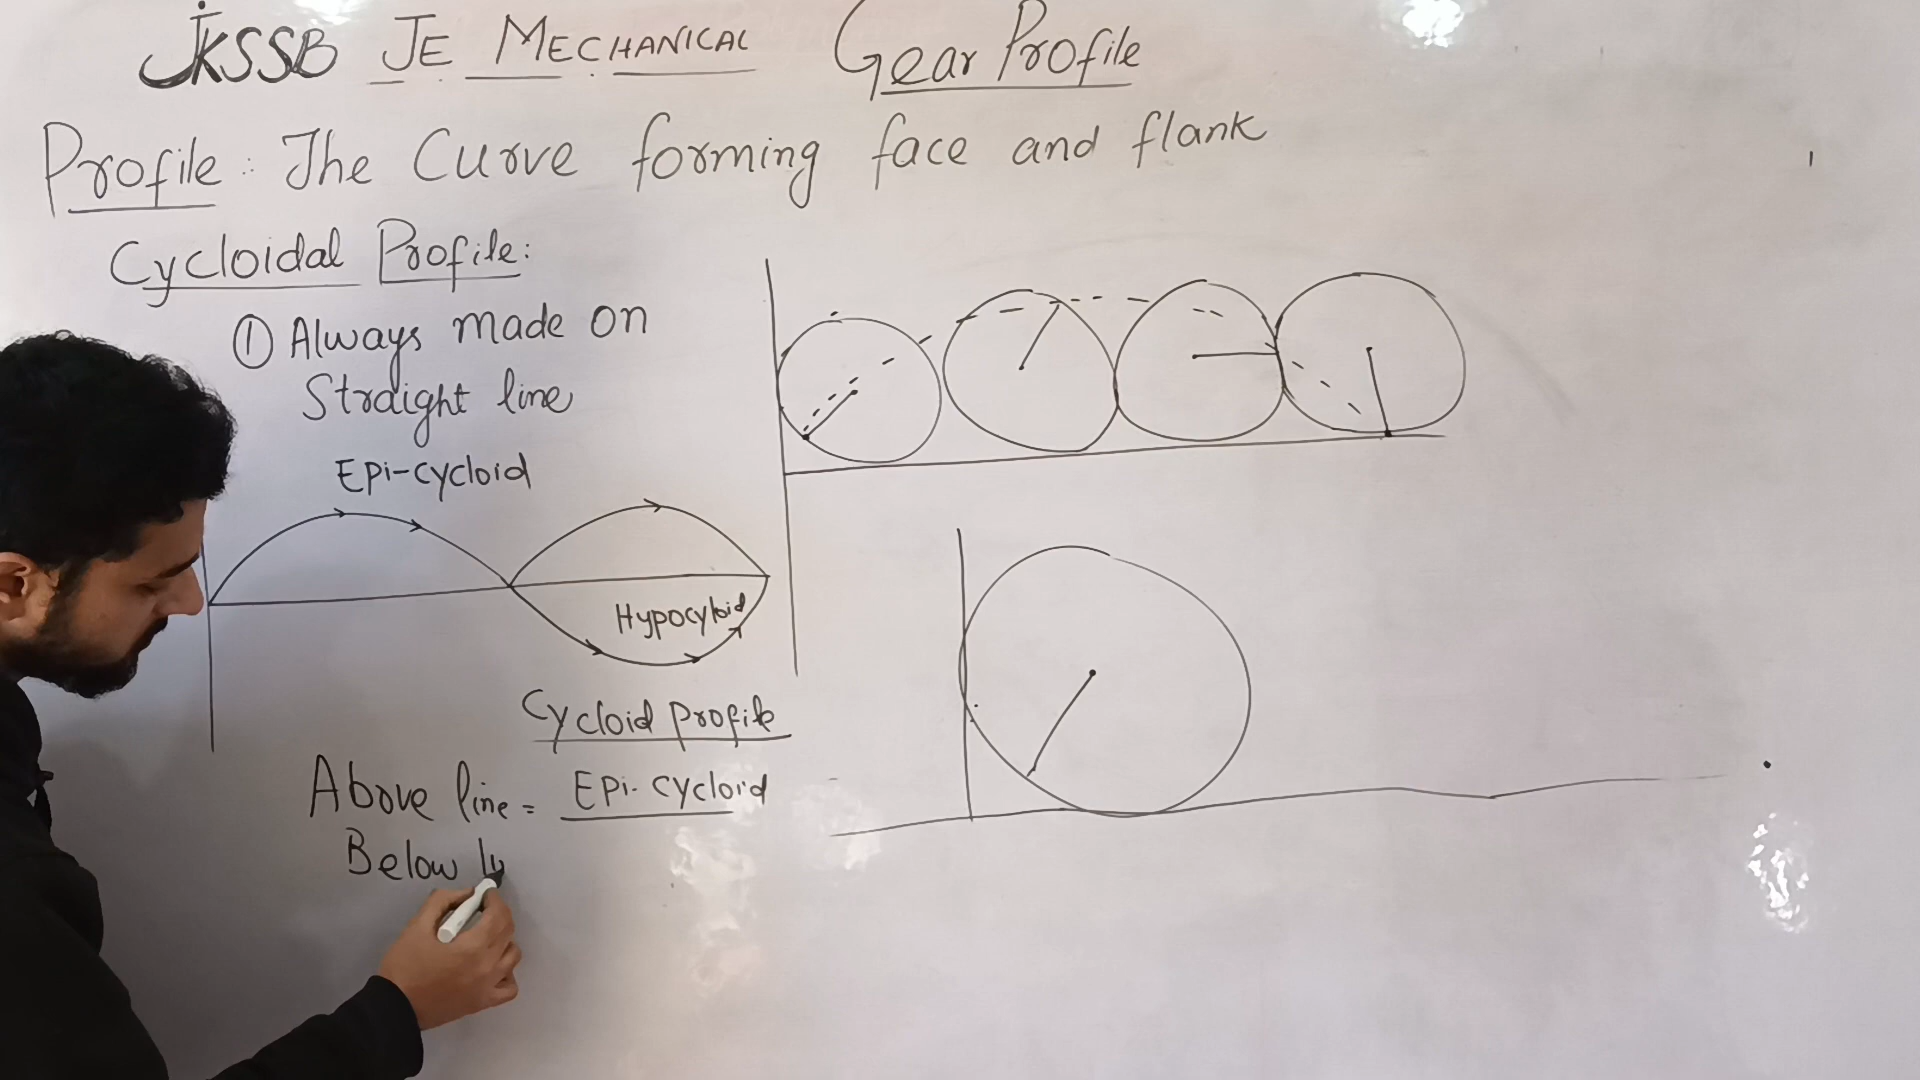 JKSSB JE MECHANICAL Gear Profile
Profile: The Curve forming face and flank
Cycloidal Profile:
① Always made on
Straight line
Epi-cycloid
Hypocyloid
Cycloid profile
Above line = Epi-cycloid
Below